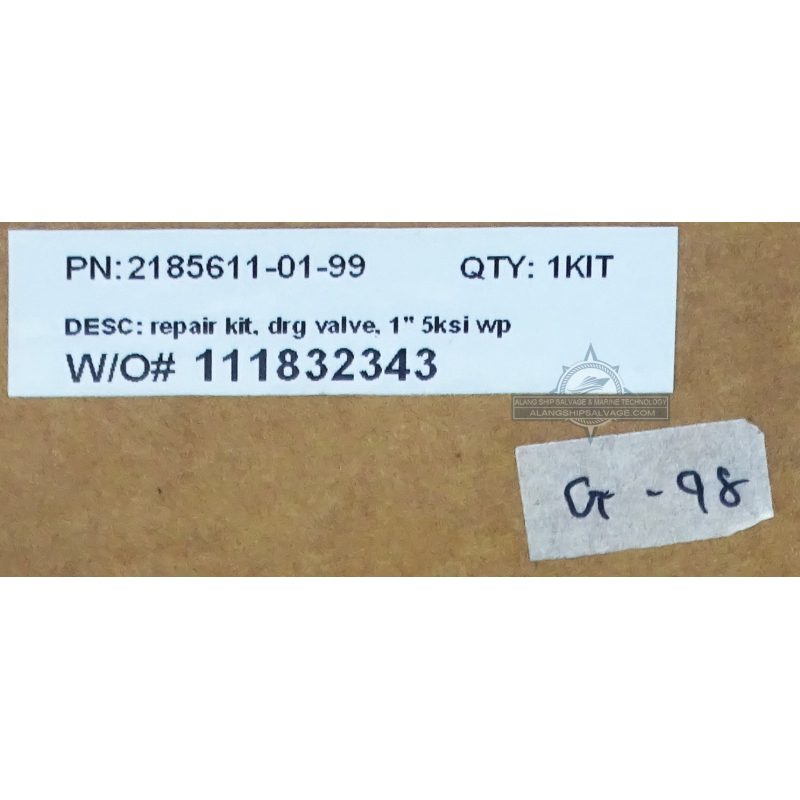 PN:2185611-01-99 QTY: 1KIT
DESC: repair kit, drg valve, 1" 5ksi wp
W/O# 111832343
ALANG SHIP SALVAGE & MARINE TECHNOLOGY
ALANGSHIPSALVAGE.COM
G - 98